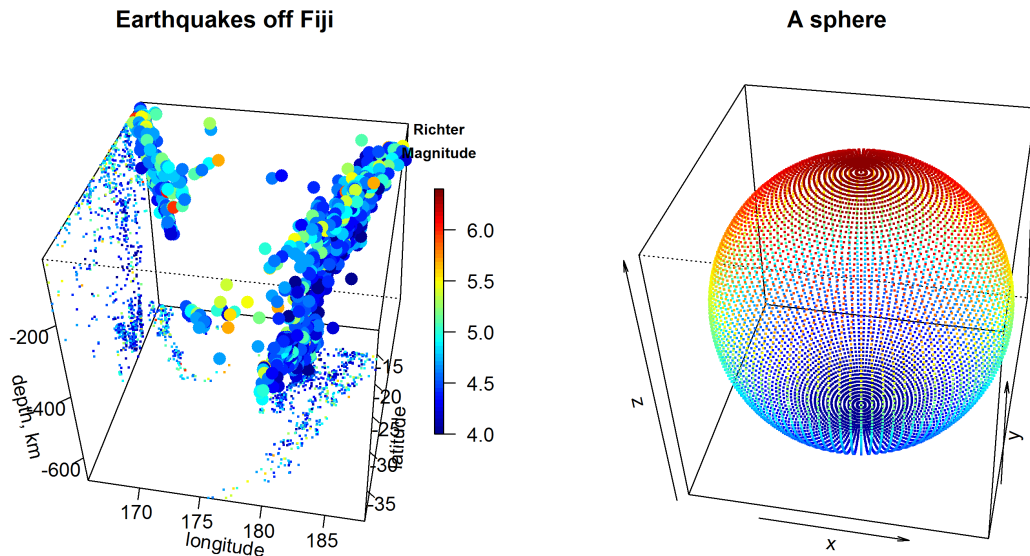 Earthquakes off Fiji
A sphere
Richter
Magnitude
6.0
5.5
5.0
4.5
4.0
-200
-400
-600
depth, km
170
175
180
185
longitude
-15
-20
-25
-30
-35
latitude
z
x
y